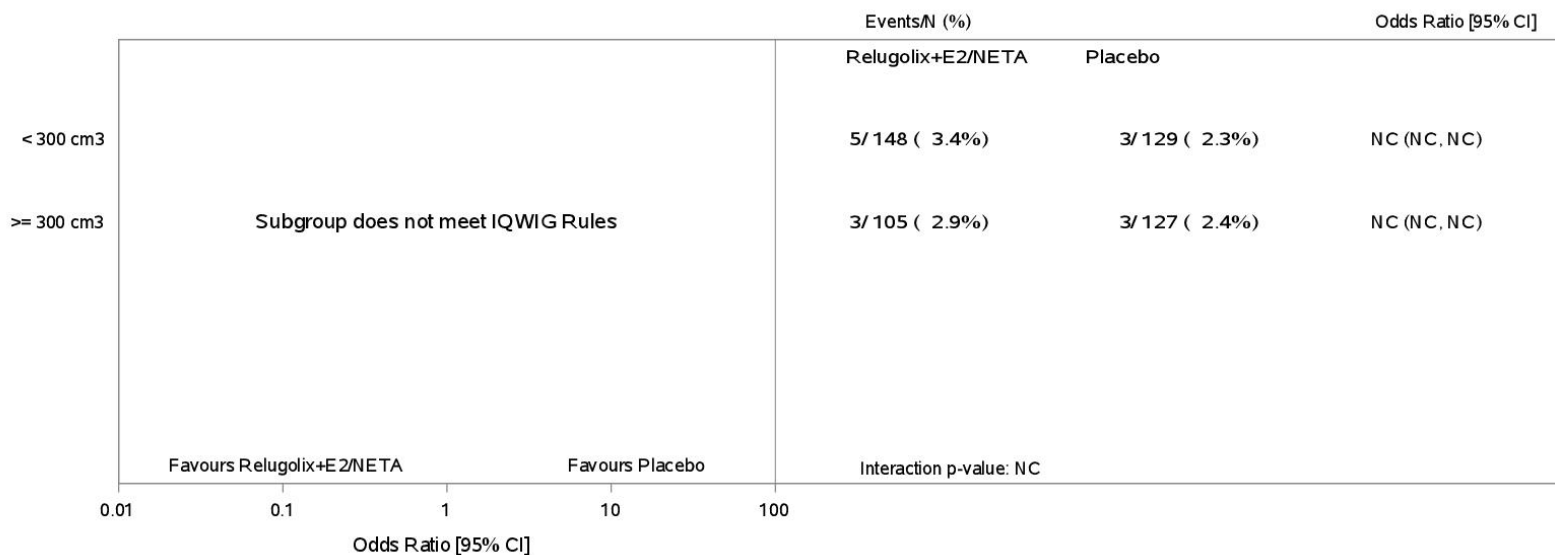 Events/N (%) Odds Ratio [95% CI]
Relugolix+E2/NETA Placebo
< 300 cm3 5/ 148 ( 3.4%) 3/ 129 ( 2.3%) NC (NC, NC)
>= 300 cm3 Subgroup does not meet IQWIG Rules 3/ 105 ( 2.9%) 3/ 127 ( 2.4%) NC (NC, NC)
Favours Relugolix+E2/NETA Favours Placebo Interaction p-value: NC
0.01 0.1 1 10 100
Odds Ratio [95% CI]